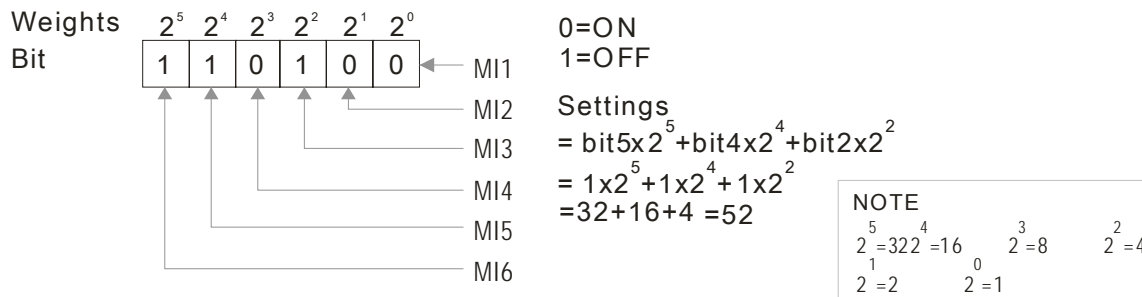 Weights 2⁵ 2⁴ 2³ 2² 2¹ 2⁰
Bit 1 1 0 1 0 0
MI1
MI2
MI3
MI4
MI5
MI6
0=ON
1=OFF
Settings
= bit5x2⁵+bit4x2⁴+bit2x2²
= 1x2⁵+1x2⁴+1x2²
=32+16+4 =52
NOTE
2⁵=32 2⁴=16 2³=8 2²=4
2¹=2 2⁰=1